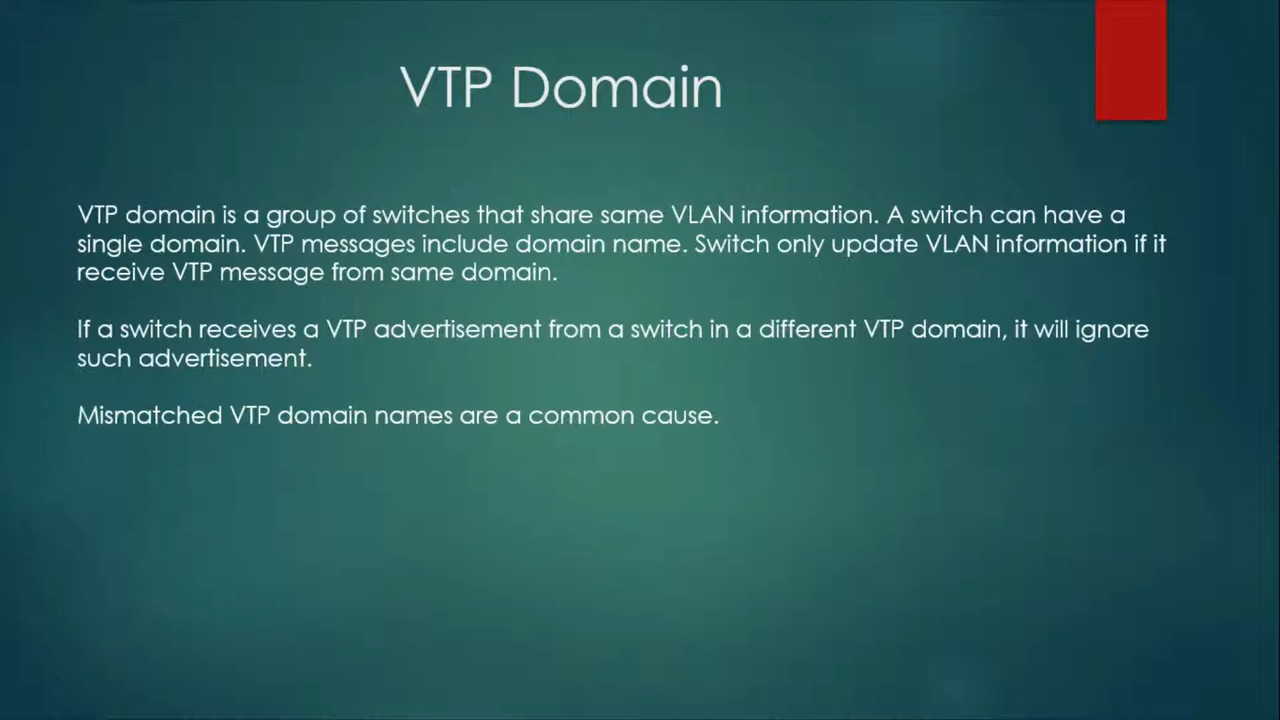 VTP Domain
VTP domain is a group of switches that share same VLAN information. A switch can have a
single domain. VTP messages include domain name. Switch only update VLAN information if it
receive VTP message from same domain.
If a switch receives a VTP advertisement from a switch in a different VTP domain, it will ignore
such advertisement.
Mismatched VTP domain names are a common cause.